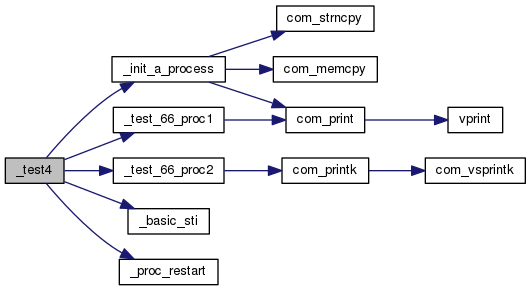 _test4
_init_a_process
_test_66_proc1
_test_66_proc2
_basic_sti
_proc_restart
com_strncpy
com_memcpy
com_print
com_printk
vprint
com_vsprintk